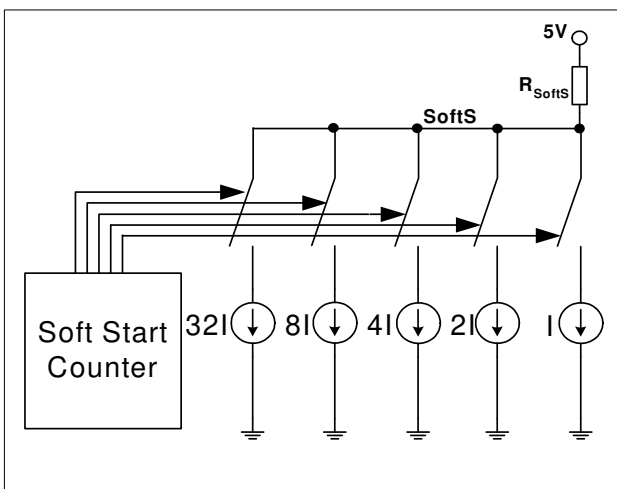 5V
RSoftS
SoftS
Soft Start
Counter
32I
8I
4I
2I
I